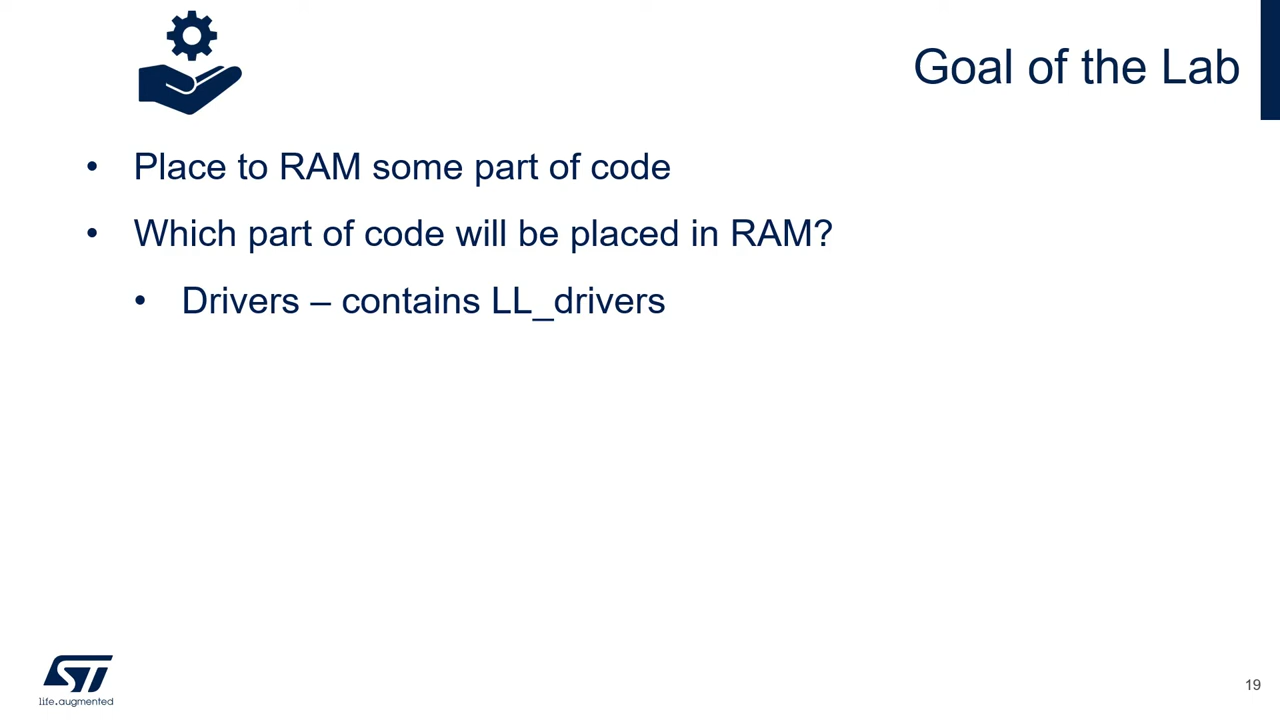 Goal of the Lab
• Place to RAM some part of code
• Which part of code will be placed in RAM?
• Drivers – contains LL_drivers
ST
life.augmented
19